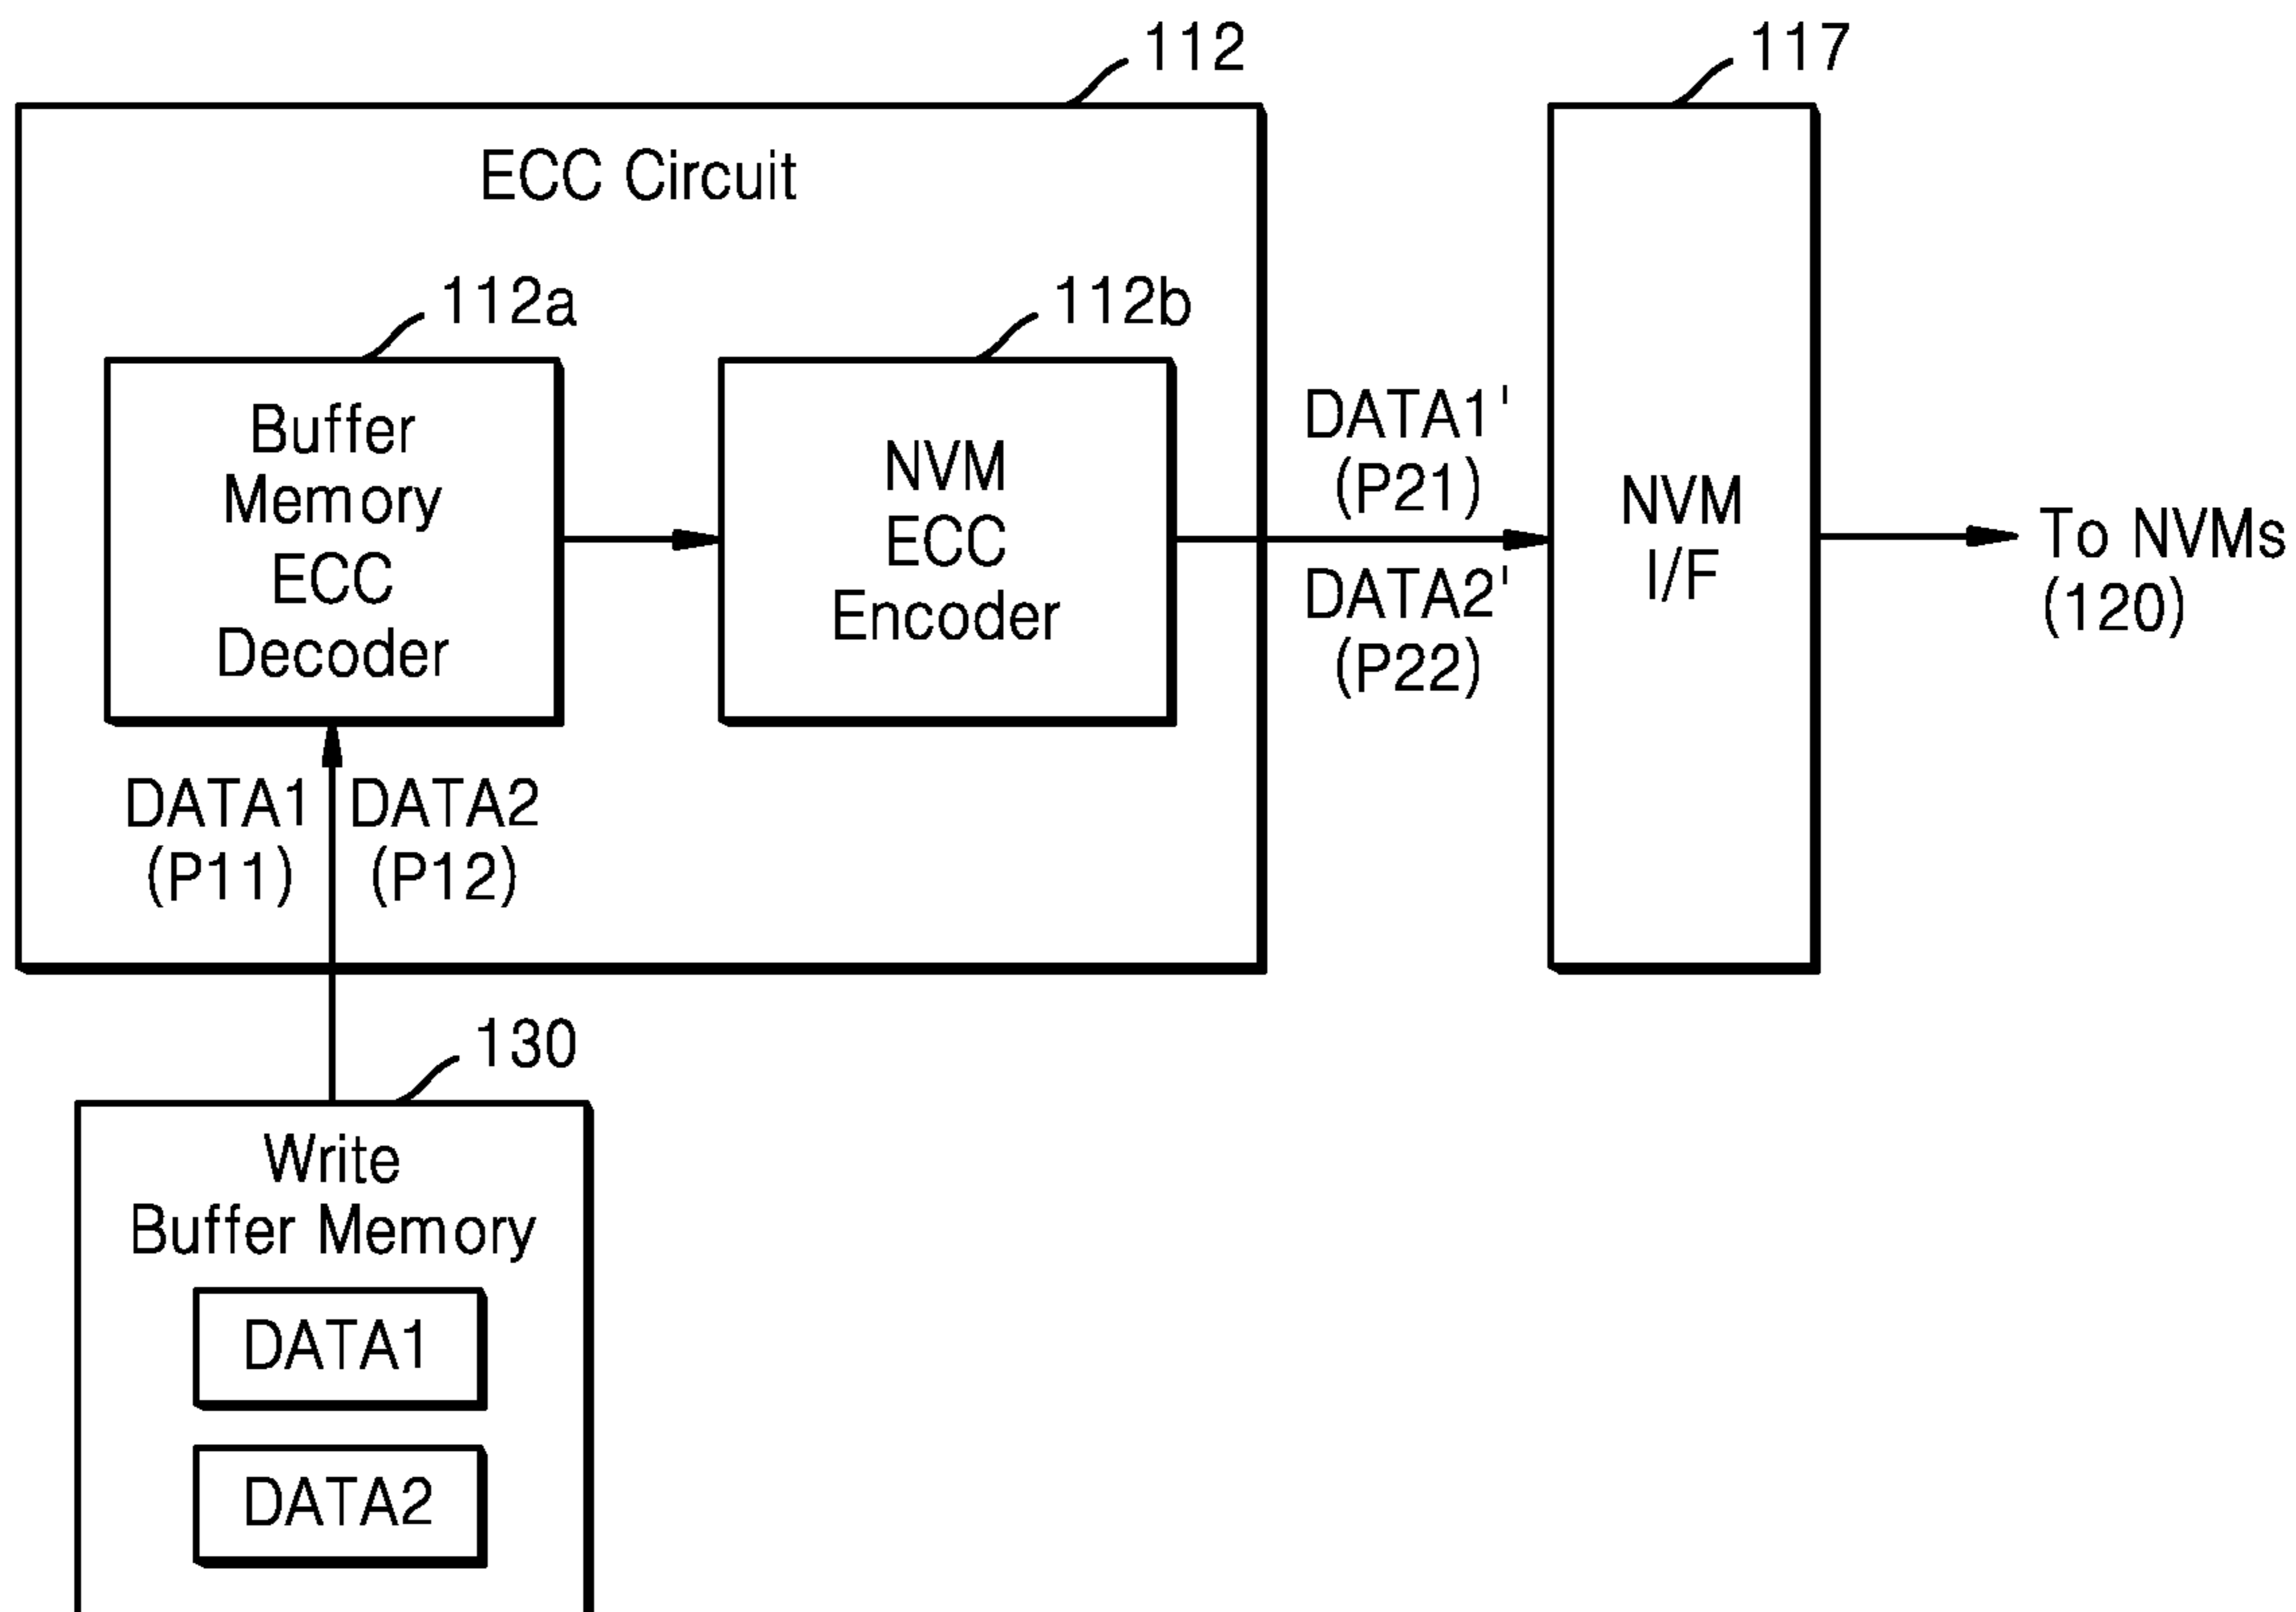 112
117
ECC Circuit
112a
112b
Buffer
Memory
ECC
Decoder
NVM
ECC
Encoder
DATA1'
(P21)
DATA2'
(P22)
NVM
I/F
To NVMs
(120)
DATA1 DATA2
(P11) (P12)
130
Write
Buffer Memory
DATA1
DATA2